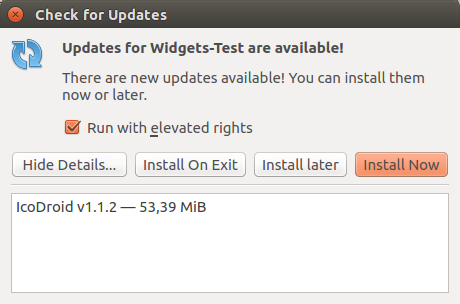 Check for Updates
Updates for Widgets-Test are available!
There are new updates available! You can install them
now or later.
Run with elevated rights
Hide Details... Install On Exit Install later Install Now
IcoDroid v1.1.2 — 53,39 MiB